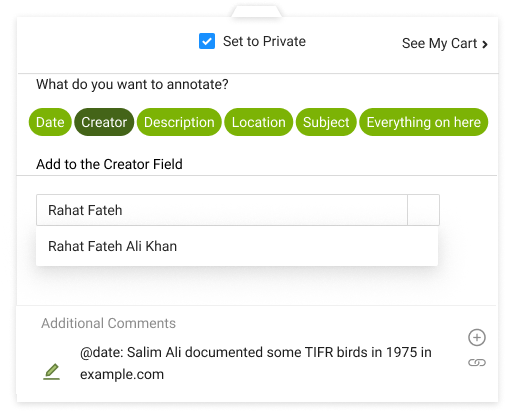 Set to Private
See My Cart >
What do you want to annotate?
Date Creator Description Location Subject Everything on here
Add to the Creator Field
Rahat Fateh
Rahat Fateh Ali Khan
Additional Comments
@date: Salim Ali documented some TIFR birds in 1975 in
example.com